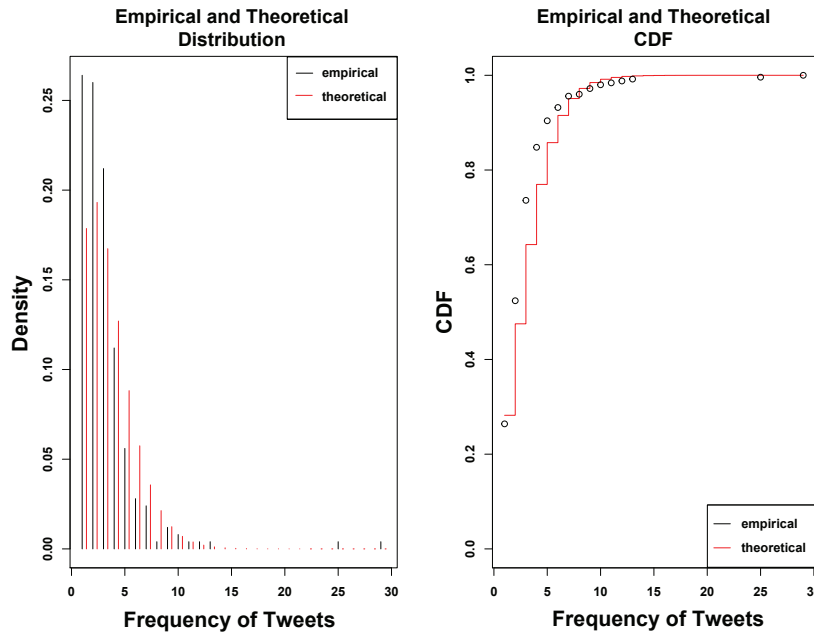 Empirical and Theoretical
Distribution
empirical
theoretical
Density
0.25
0.20
0.15
0.10
0.05
0.00
0 5 10 15 20 25 30
Frequency of Tweets
Empirical and Theoretical
CDF
CDF
1.0
0.8
0.6
0.4
0.2
0.0
empirical
theoretical
0 5 10 15 20 25 3
Frequency of Tweets